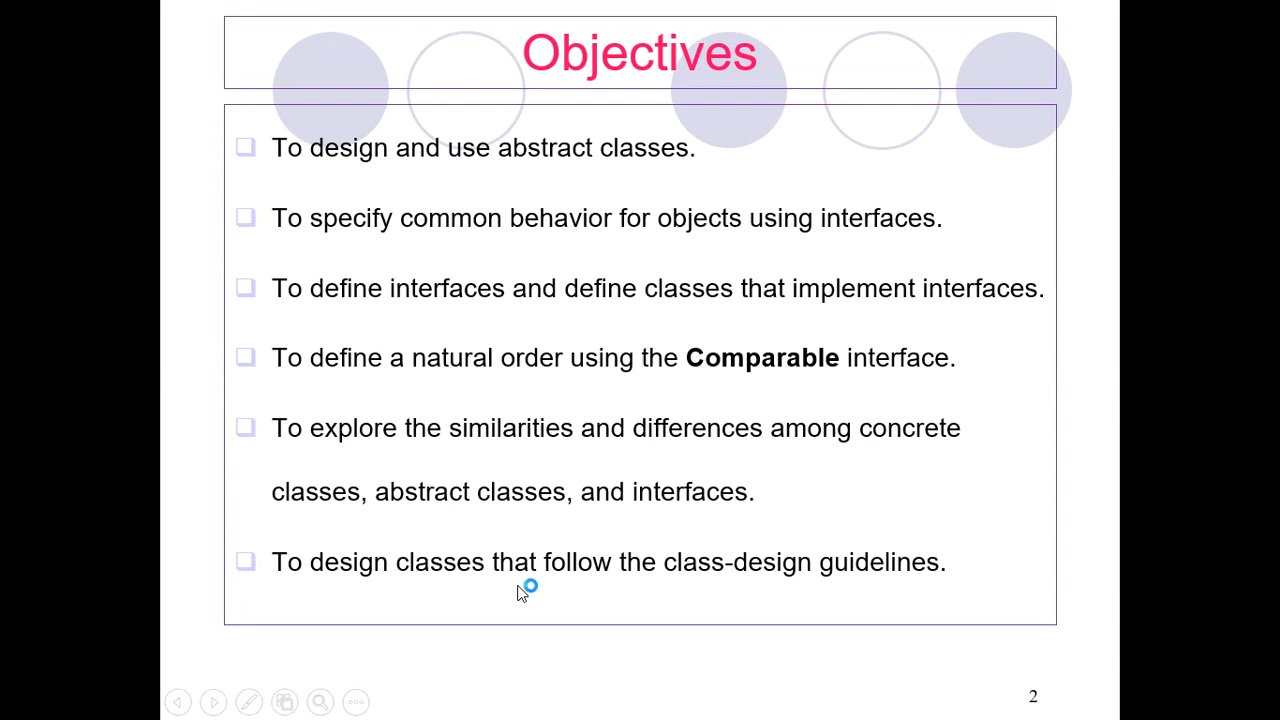 Objectives
To design and use abstract classes.
To specify common behavior for objects using interfaces.
To define interfaces and define classes that implement interfaces.
To define a natural order using the Comparable interface.
To explore the similarities and differences among concrete
classes, abstract classes, and interfaces.
To design classes that follow the class-design guidelines.
2